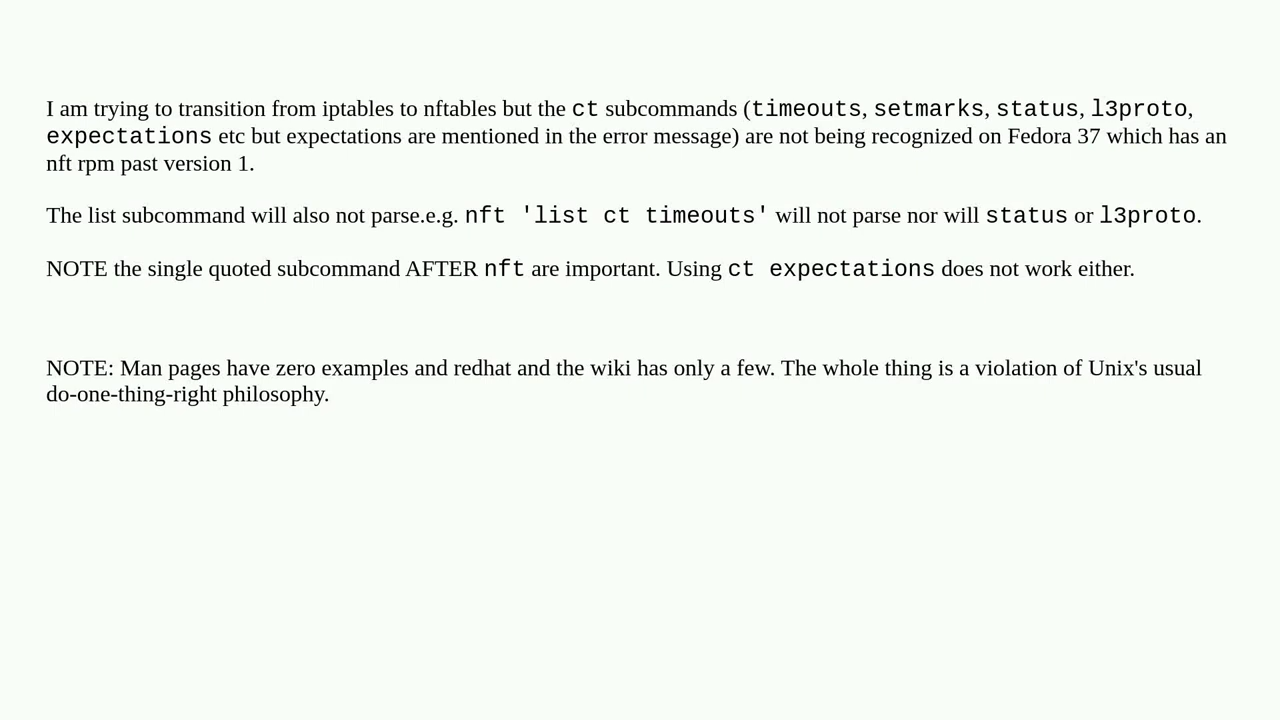 I am trying to transition from iptables to nftables but the ct subcommands (timeouts, setmarks, status, l3proto,
expectations etc but expectations are mentioned in the error message) are not being recognized on Fedora 37 which has an
nft rpm past version 1.
The list subcommand will also not parse.e.g. nft 'list ct timeouts' will not parse nor will status or l3proto.
NOTE the single quoted subcommand AFTER nft are important. Using ct expectations does not work either.
NOTE: Man pages have zero examples and redhat and the wiki has only a few. The whole thing is a violation of Unix's usual
do-one-thing-right philosophy.